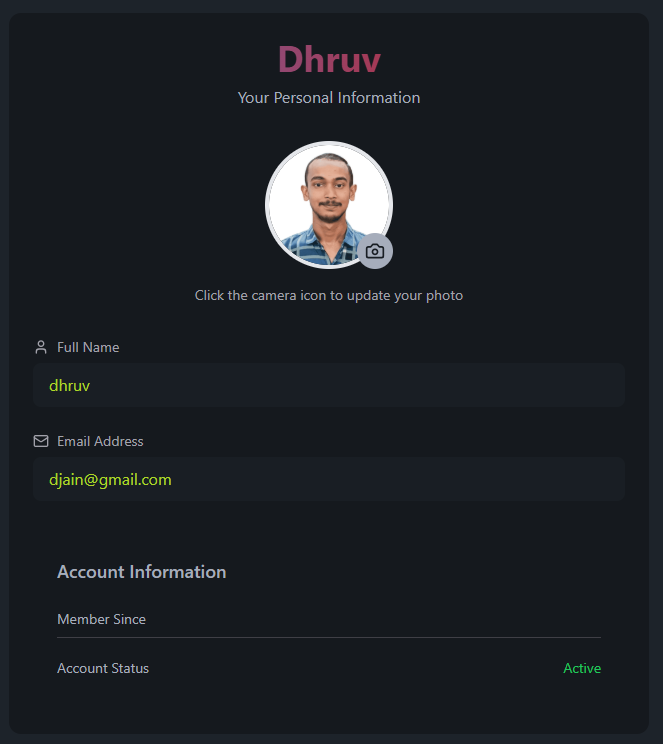 Dhruv
Your Personal Information
Click the camera icon to update your photo
Full Name
dhruv
Email Address
djain@gmail.com
Account Information
Member Since
Account Status Active